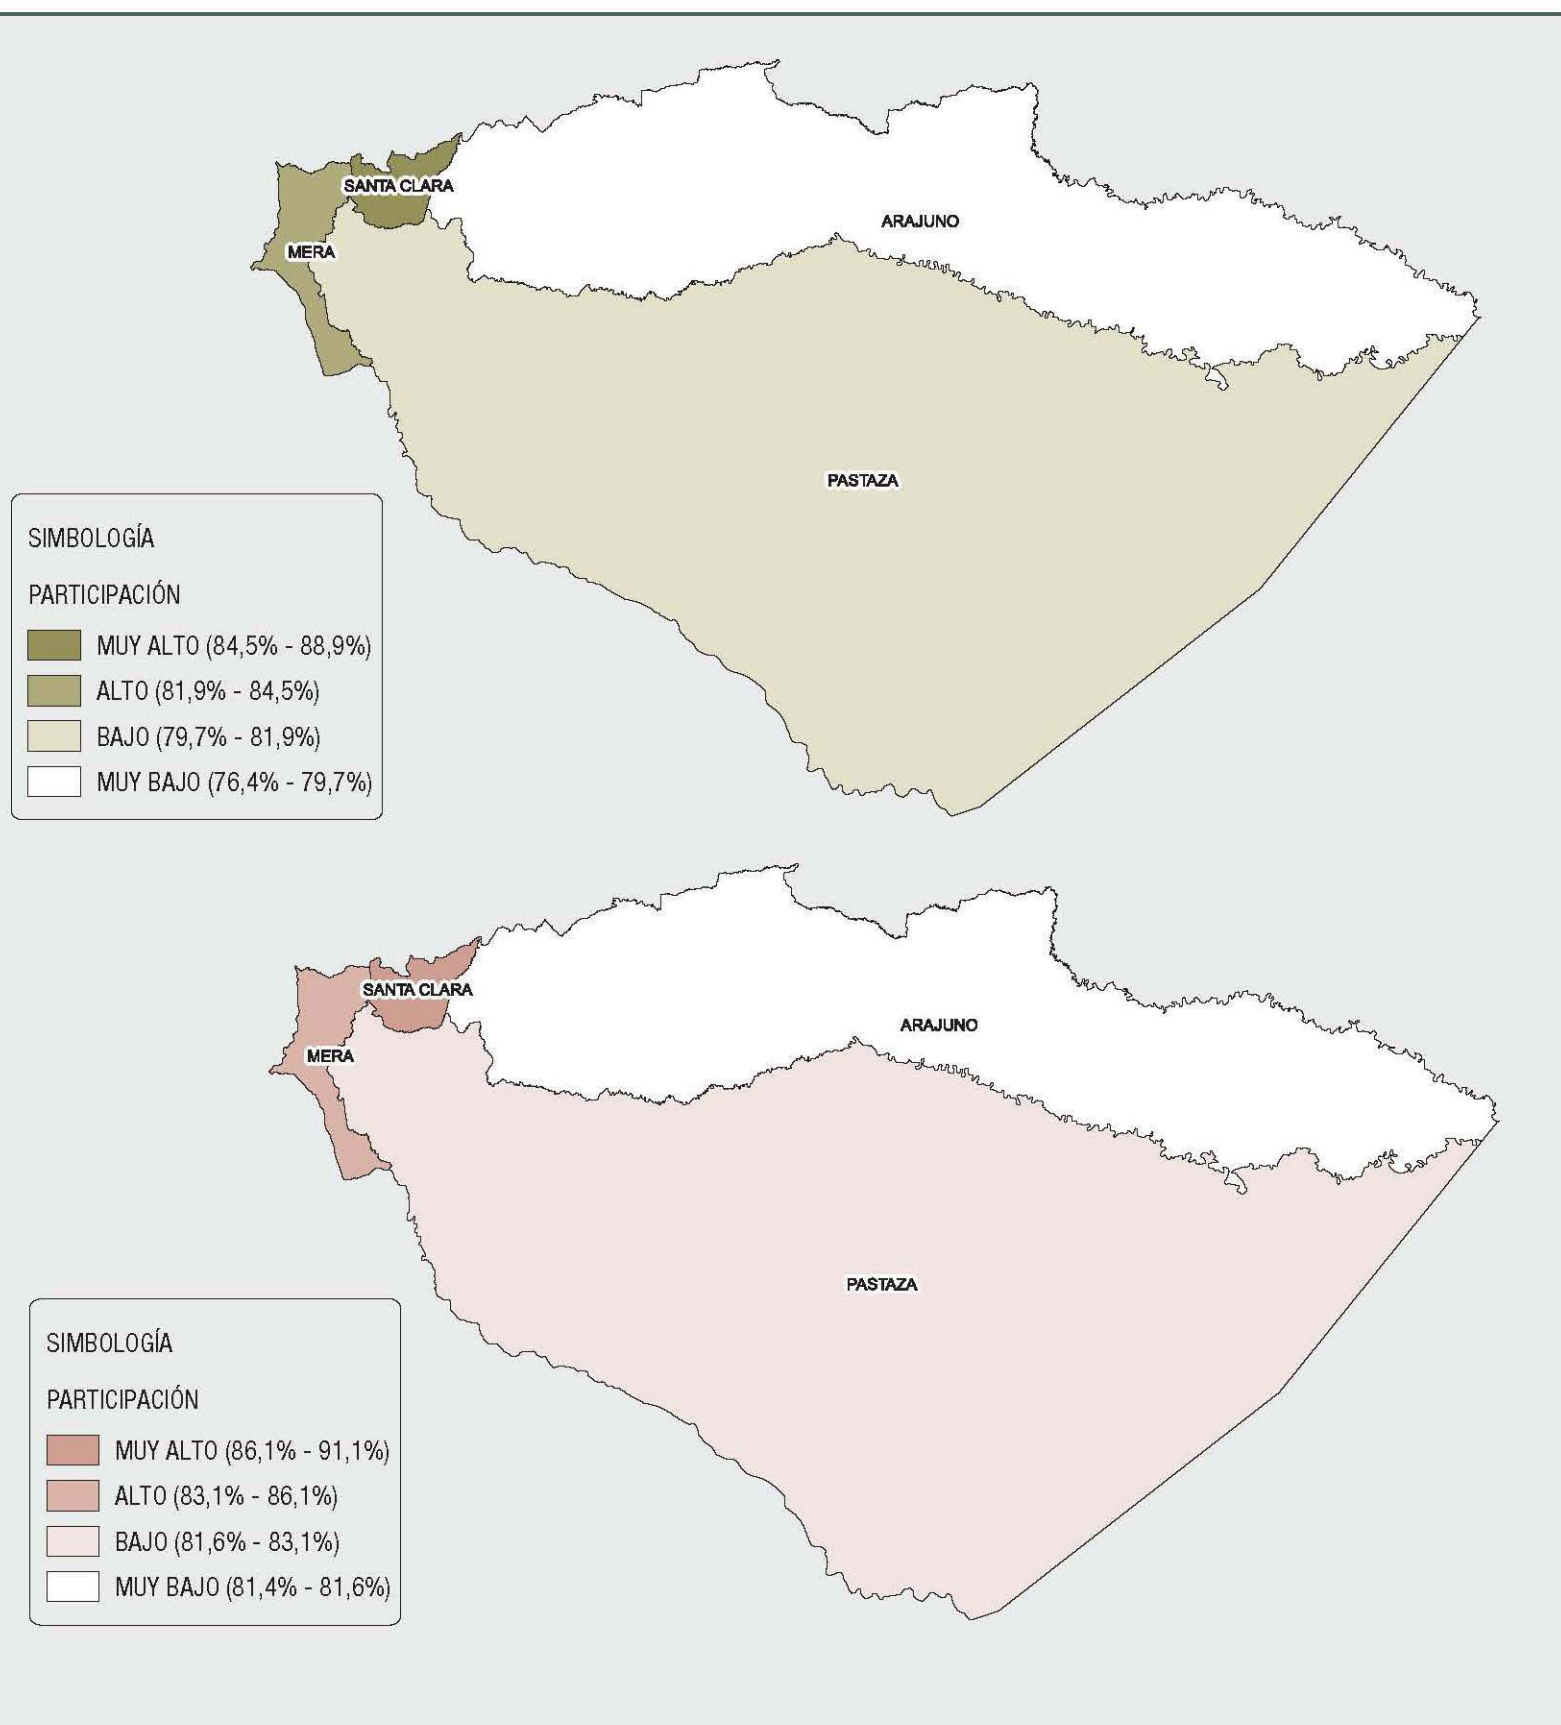 SANTA CLARA
ARAJUNO
MERA
PASTAZA
SIMBOLOGÍA
PARTICIPACIÓN
MUY ALTO (84,5% - 88,9%)
ALTO (81,9% - 84,5%)
BAJO (79,7% - 81,9%)
MUY BAJO (76,4% - 79,7%)
SANTA CLARA
ARAJUNO
MERA
PASTAZA
SIMBOLOGÍA
PARTICIPACIÓN
MUY ALTO (86,1% - 91,1%)
ALTO (83,1% - 86,1%)
BAJO (81,6% - 83,1%)
MUY BAJO (81,4% - 81,6%)